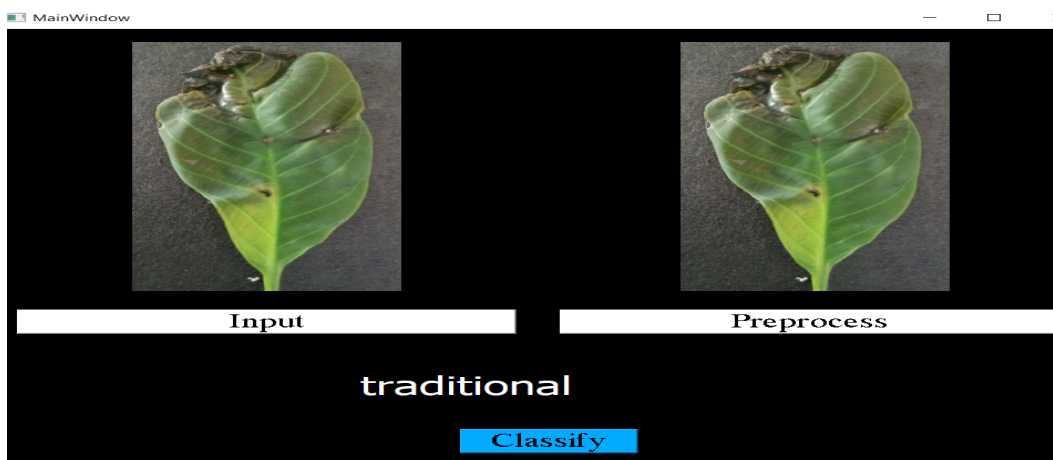 MainWindow
Input
Preprocess
traditional
Classify